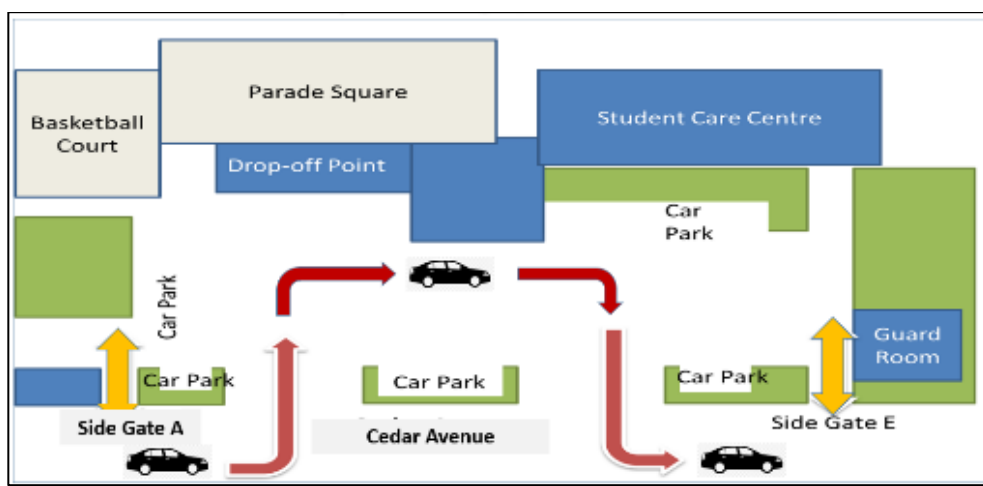 Parade Square
Basketball
Court
Student Care Centre
Drop-off Point
Car
Park
Car Park
Guard
Room
Car Park
Car Park
Car Park
Side Gate A
Cedar Avenue
Side Gate E